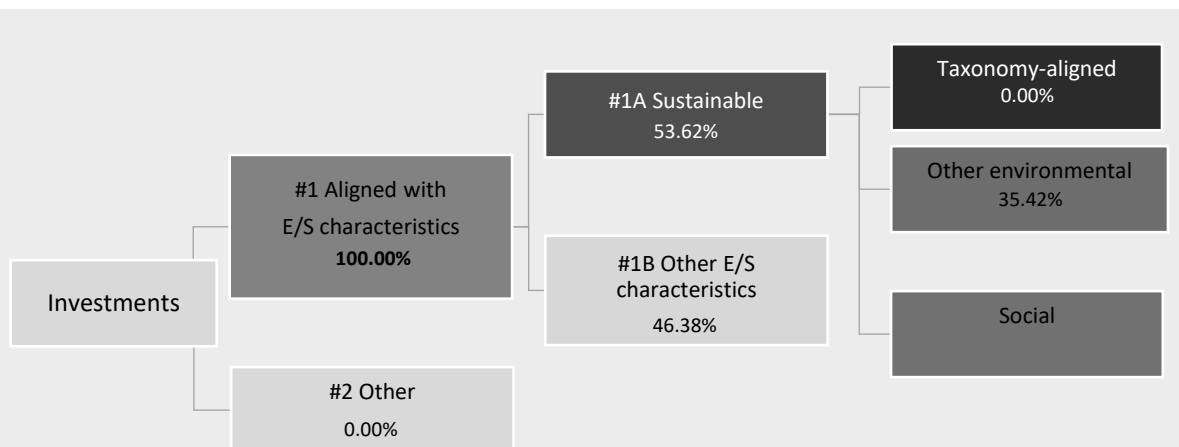 Investments
#1 Aligned with
E/S characteristics
100.00%
#2 Other
0.00%
#1A Sustainable
53.62%
#1B Other E/S
characteristics
46.38%
Taxonomy-aligned
0.00%
Other environmental
35.42%
Social